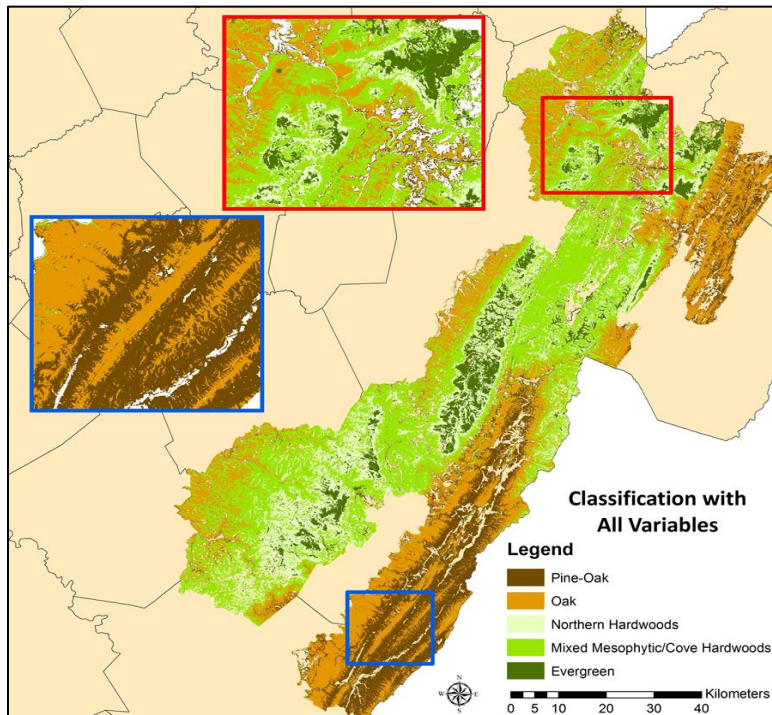 Classification with
All Variables
Legend
Pine-Oak
Oak
Northern Hardwoods
Mixed Mesophytic/Cove Hardwoods
Evergreen
N
W E
S
Kilometers
0 5 10 20 30 40